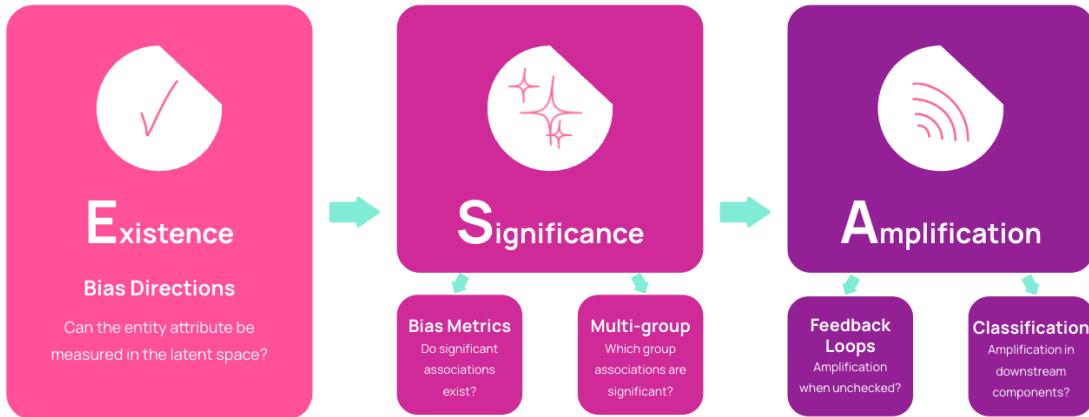 Existence
Bias Directions
Can the entity attribute be
measured in the latent space?
Significance
Bias Metrics
Do significant
associations
exist?
Multi-group
Which group
associations are
significant?
Amplification
Feedback
Loops
Amplification
when unchecked?
Classification
Amplification in
downstream
components?